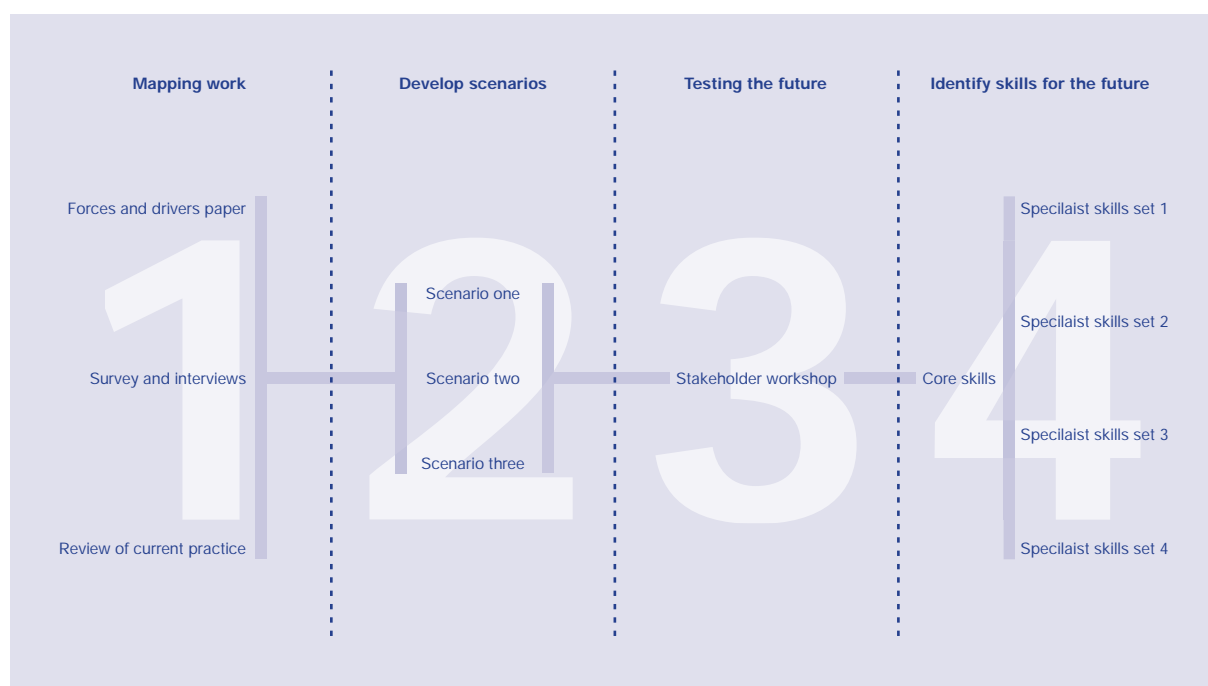 Mapping work
Develop scenarios
Testing the future
Identify skills for the future
1
Forces and drivers paper
Survey and interviews
Review of current practice
2
Scenario one
Scenario two
Scenario three
3
Stakeholder workshop
4
Core skills
Specilaist skills set 1
Specilaist skills set 2
Specilaist skills set 3
Specilaist skills set 4